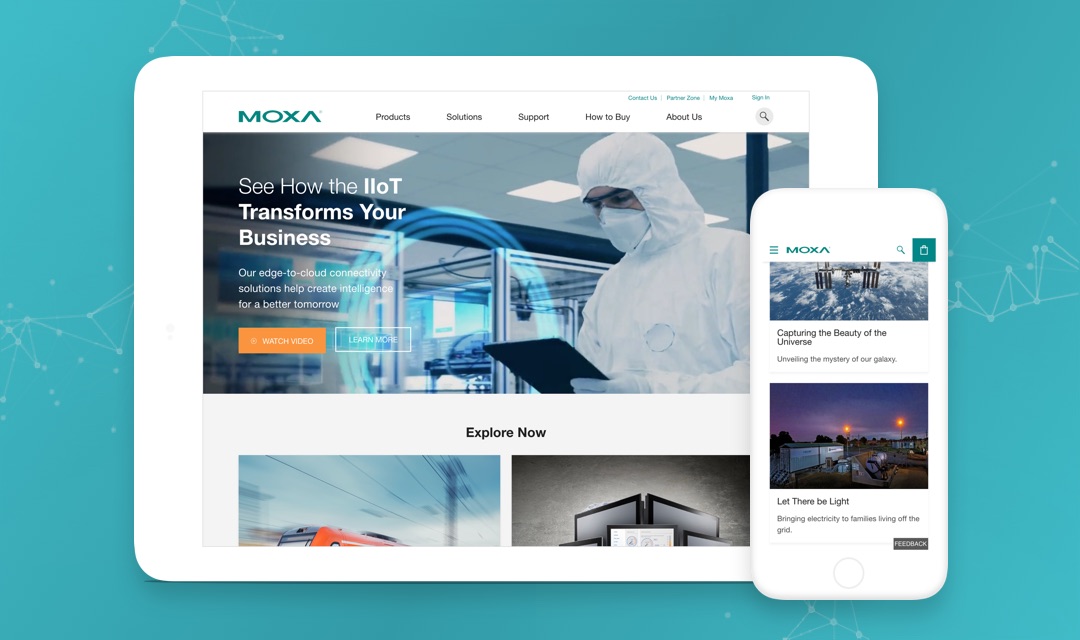 Contact Us | Partner Zone | My Moxa Sign In
MOXA
Products Solutions Support How to Buy About Us
See How the IIoT
Transforms Your
Business
Our edge-to-cloud connectivity
solutions help create intelligence
for a better tomorrow
WATCH VIDEO LEARN MORE
Explore Now
MOXA
Capturing the Beauty of the
Universe
Unveiling the mystery of our galaxy.
Let There be Light
Bringing electricity to families living off the
grid.
FEEDBACK